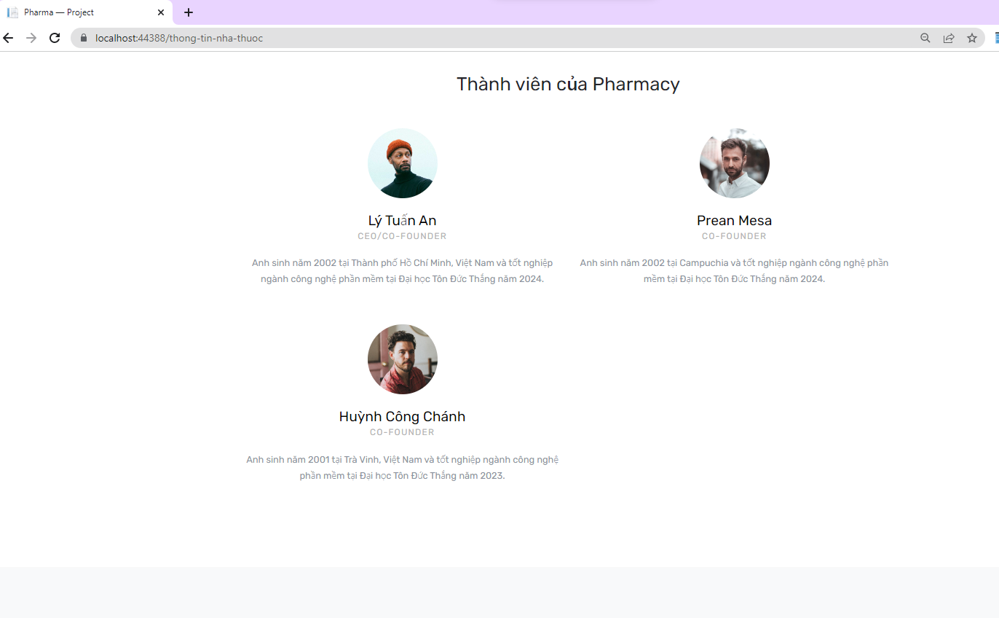 Pharma — Project
localhost:44388/thong-tin-nha-thuoc
Thành viên của Pharmacy
Lý Tuấn An
CEO/CO-FOUNDER
Anh sinh năm 2002 tại Thành phố Hồ Chí Minh, Việt Nam và tốt nghiệp
ngành công nghệ phần mềm tại Đại học Tôn Đức Thắng năm 2024.
Prean Mesa
CO-FOUNDER
Anh sinh năm 2002 tại Campuchia và tốt nghiệp ngành công nghệ phần
mềm tại Đại học Tôn Đức Thắng năm 2024.
Huỳnh Công Chánh
CO-FOUNDER
Anh sinh năm 2001 tại Trà Vinh, Việt Nam và tốt nghiệp ngành công nghệ
phần mềm tại Đại học Tôn Đức Thắng năm 2023.